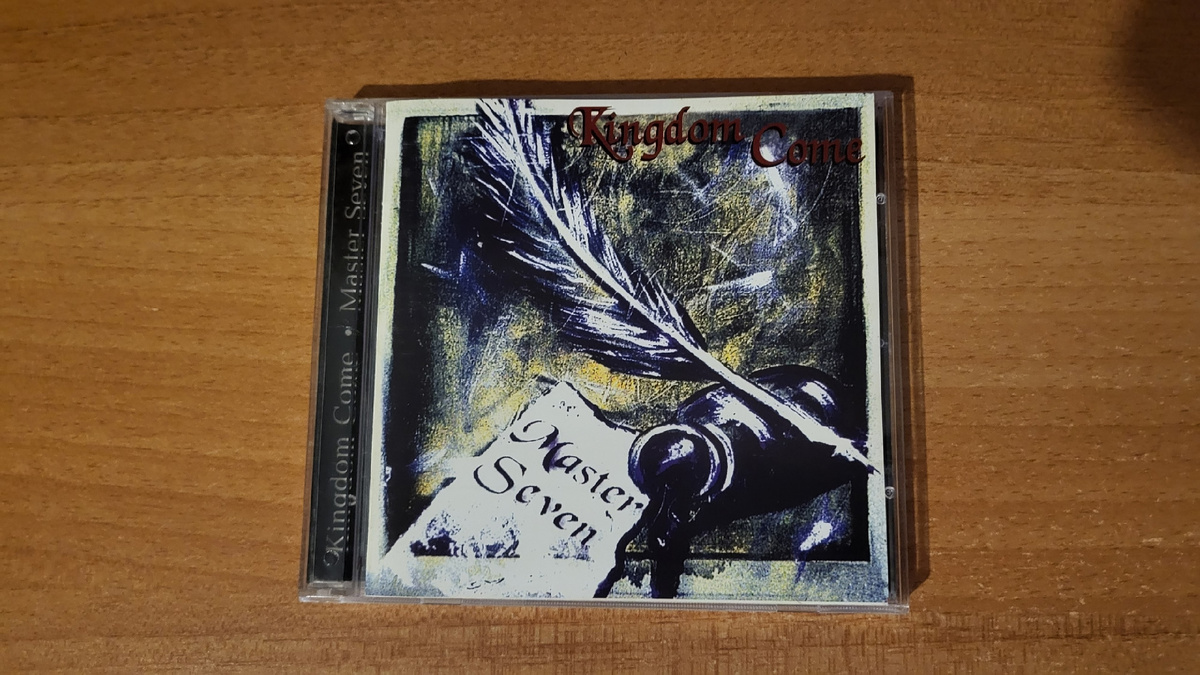 Kingdom Come
Master
Seven
Kingdom Come • Master Seven